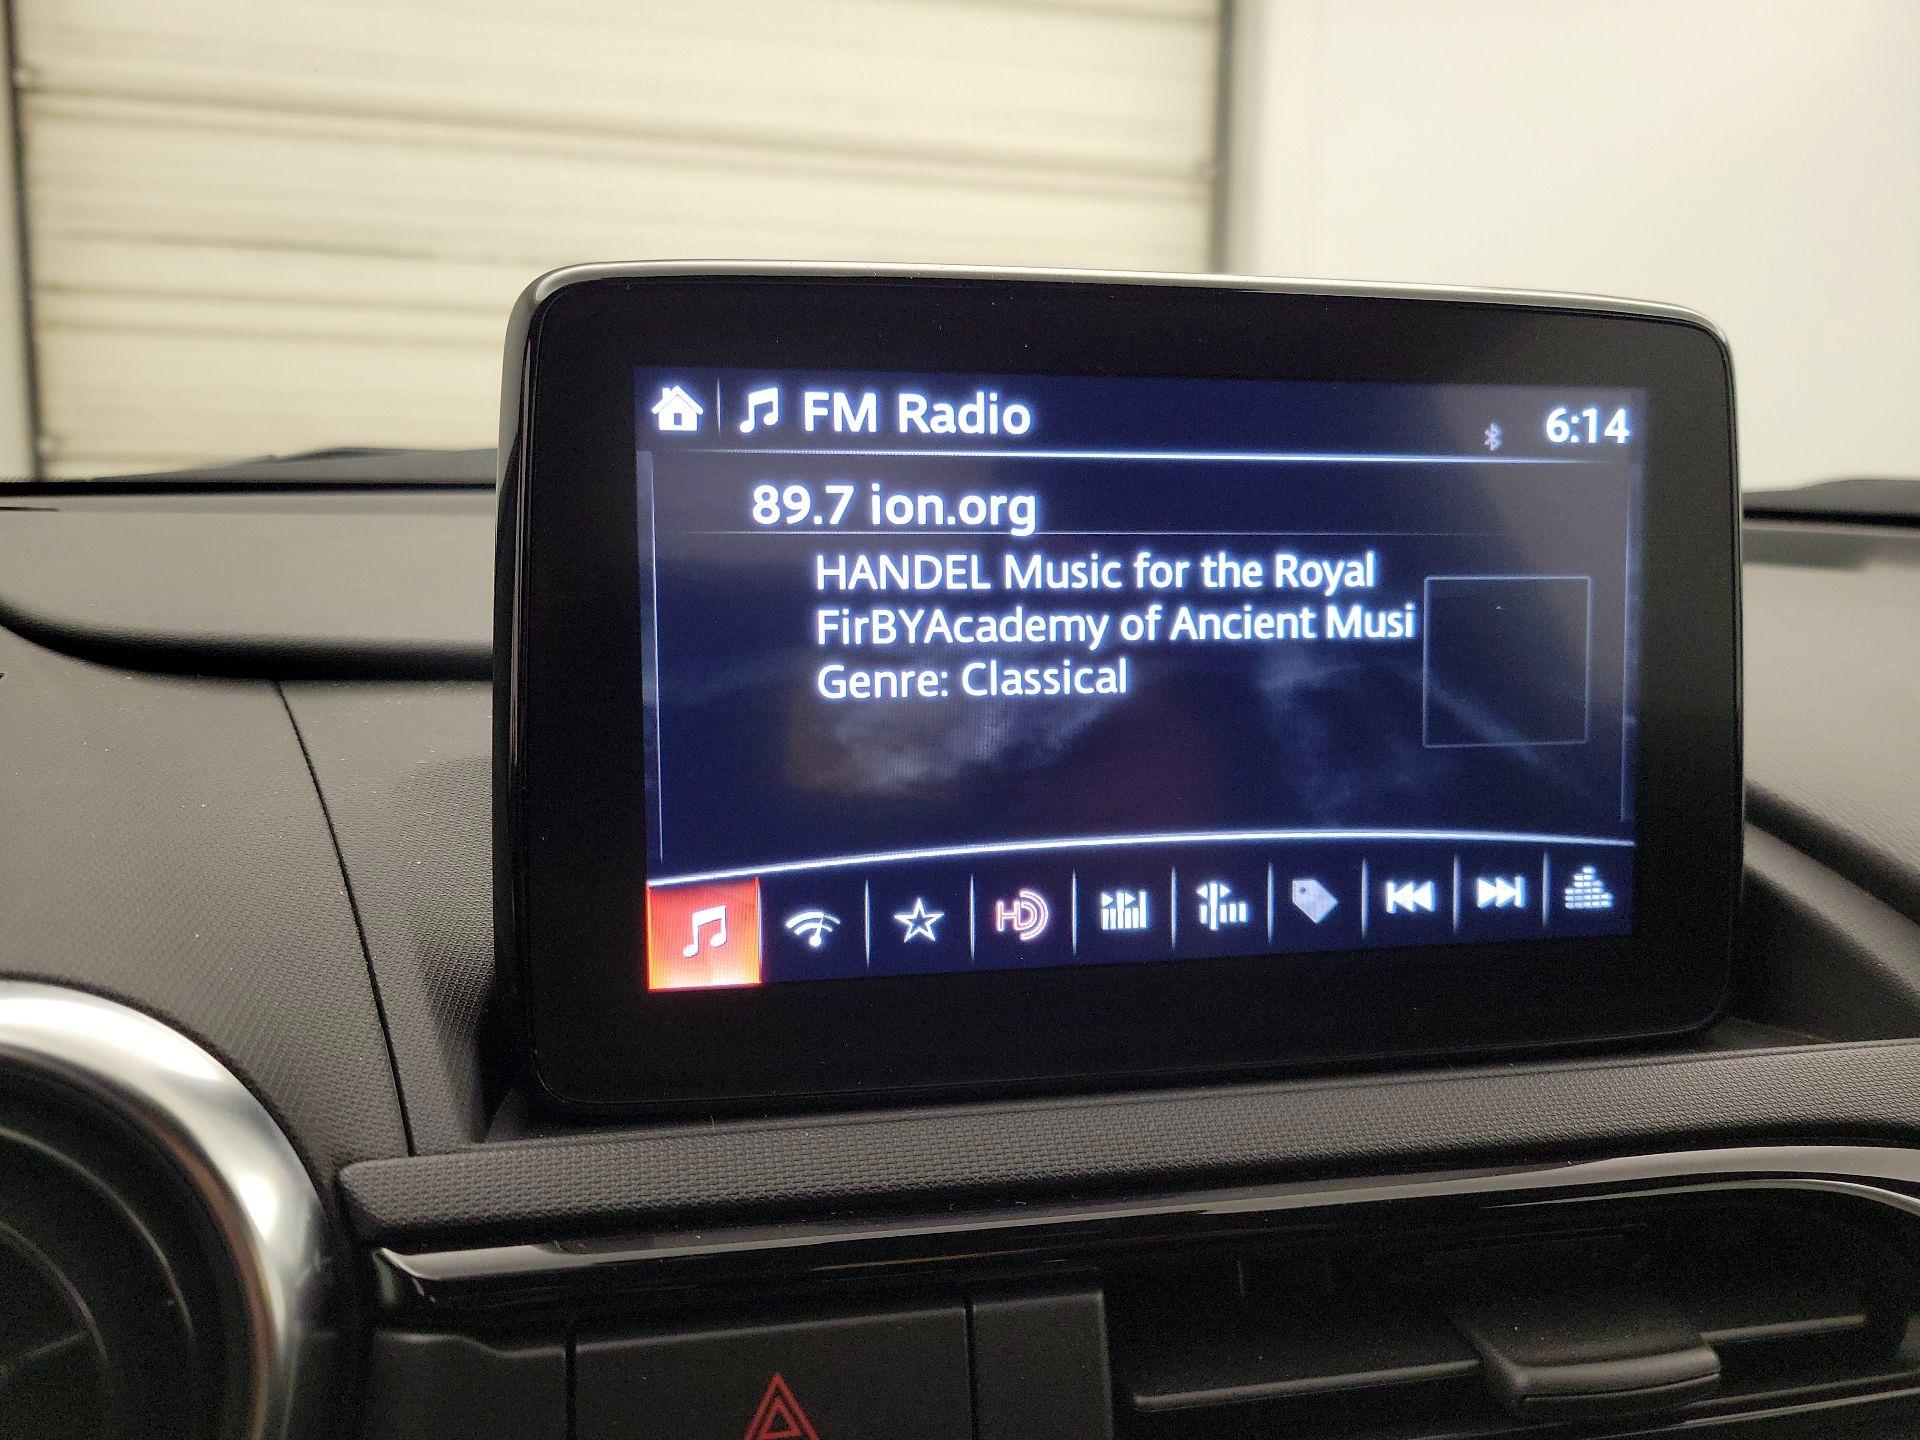 FM Radio
6:14
89.7 ion.org
HANDEL Music for the Royal
FirBYAcademy of Ancient Musi
Genre: Classical
HD